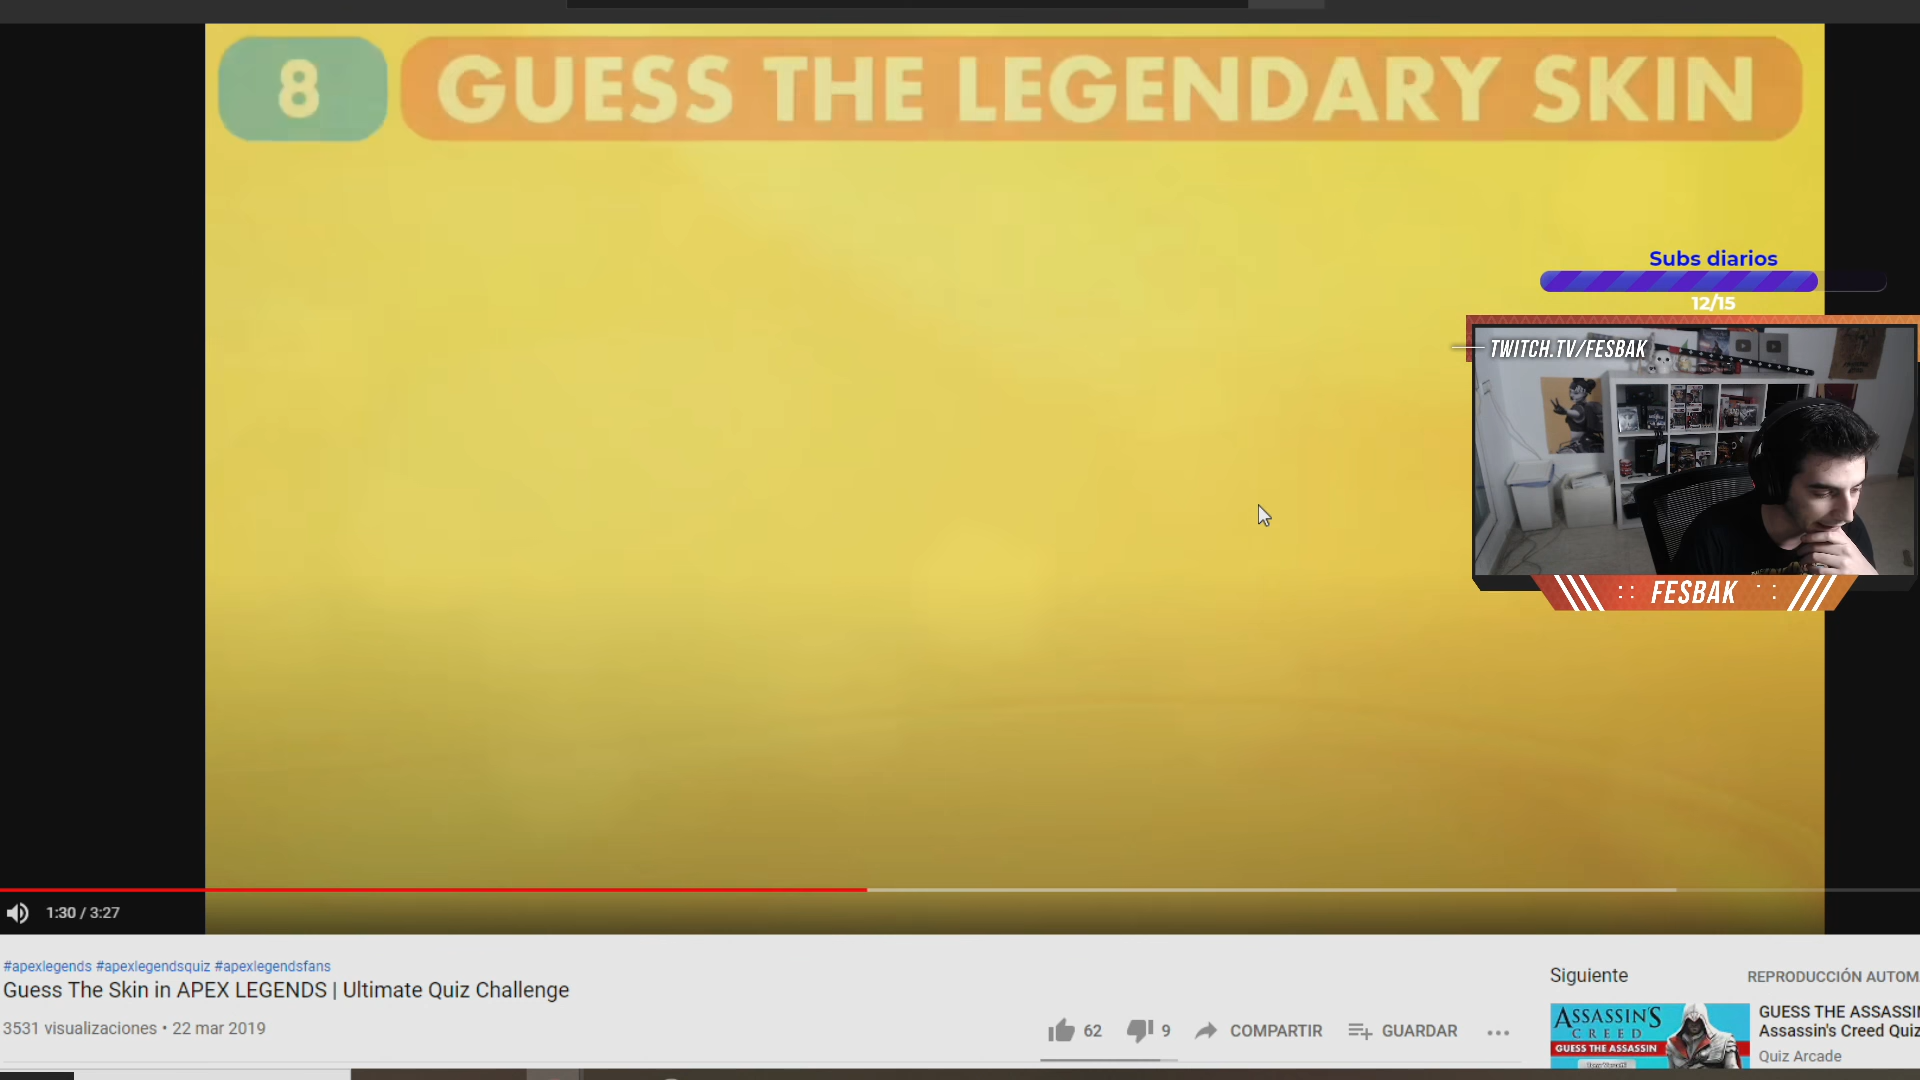 8 GUESS THE LEGENDARY SKIN
Subs diarios
12/15
TWITCH.TV/FESBAK
FESBAK
1:30 / 3:27
#apexlegends #apexlegendsquiz #apexlegendsfans
Guess The Skin in APEX LEGENDS | Ultimate Quiz Challenge
3531 visualizaciones • 22 mar 2019
62 9 COMPARTIR GUARDAR
Siguiente REPRODUCCIÓN AUTOM
ASSASSIN'S
CREED
GUESS THE ASSASSIN
GUESS THE ASSASSIN
Assassin's Creed Quiz
Quiz Arcade